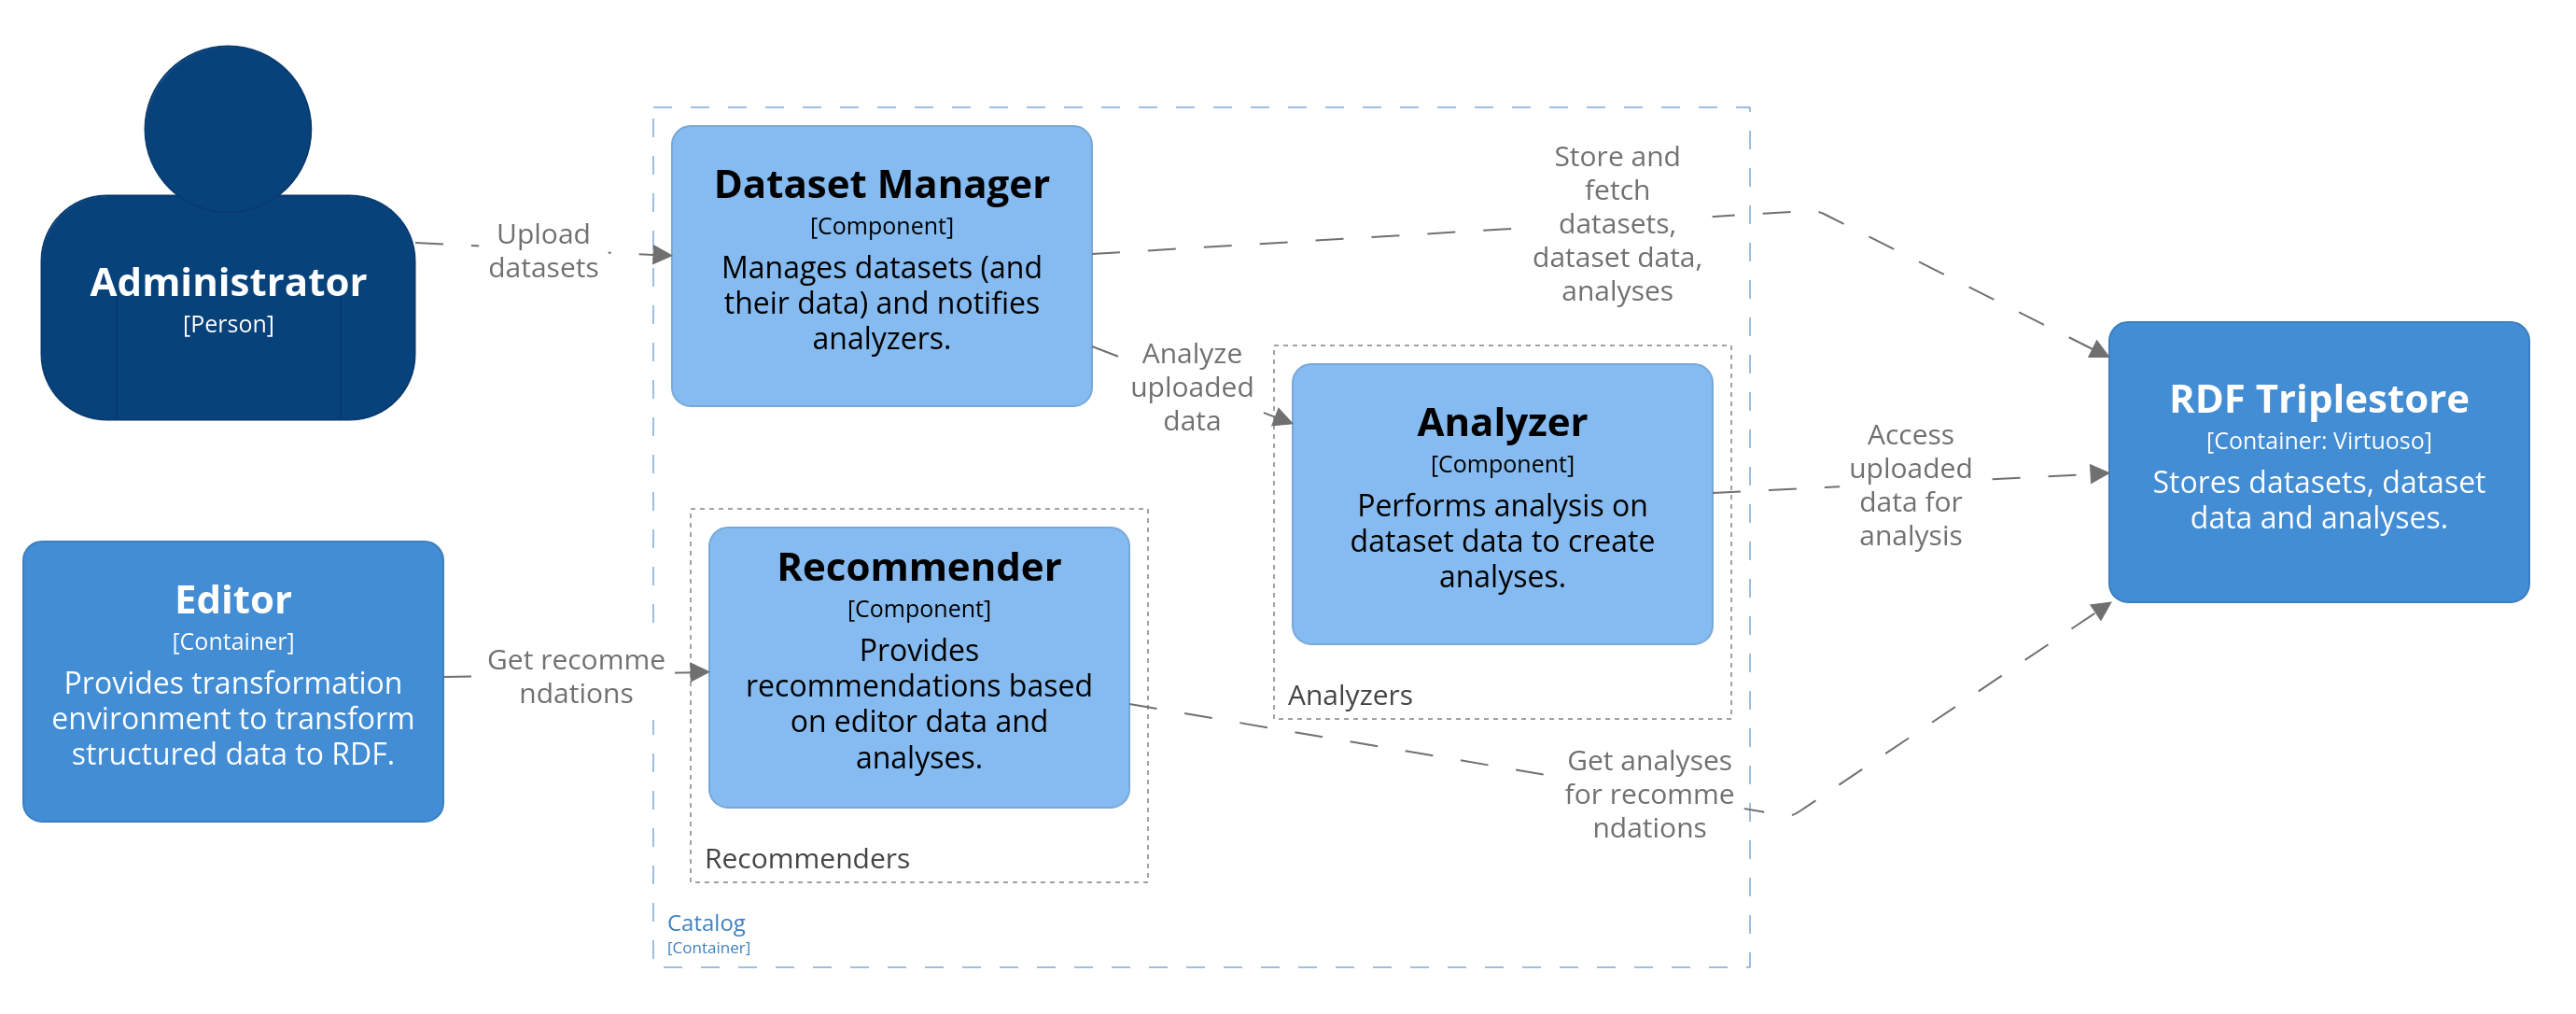 Administrator
[Person]
Upload
datasets
Dataset Manager
[Component]
Manages datasets (and
their data) and notifies
analyzers.
Store and
fetch
datasets,
dataset data,
analyses
Analyze
uploaded
data
Analyzer
[Component]
Performs analysis on
dataset data to create
analyses.
Analyzers
Access
uploaded
data for
analysis
RDF Triplestore
[Container: Virtuoso]
Stores datasets, dataset
data and analyses.
Editor
[Container]
Provides transformation
environment to transform
structured data to RDF.
Get recomme
ndations
Recommender
[Component]
Provides
recommendations based
on editor data and
analyses.
Recommenders
Get analyses
for recomme
ndations
Catalog
[Container]